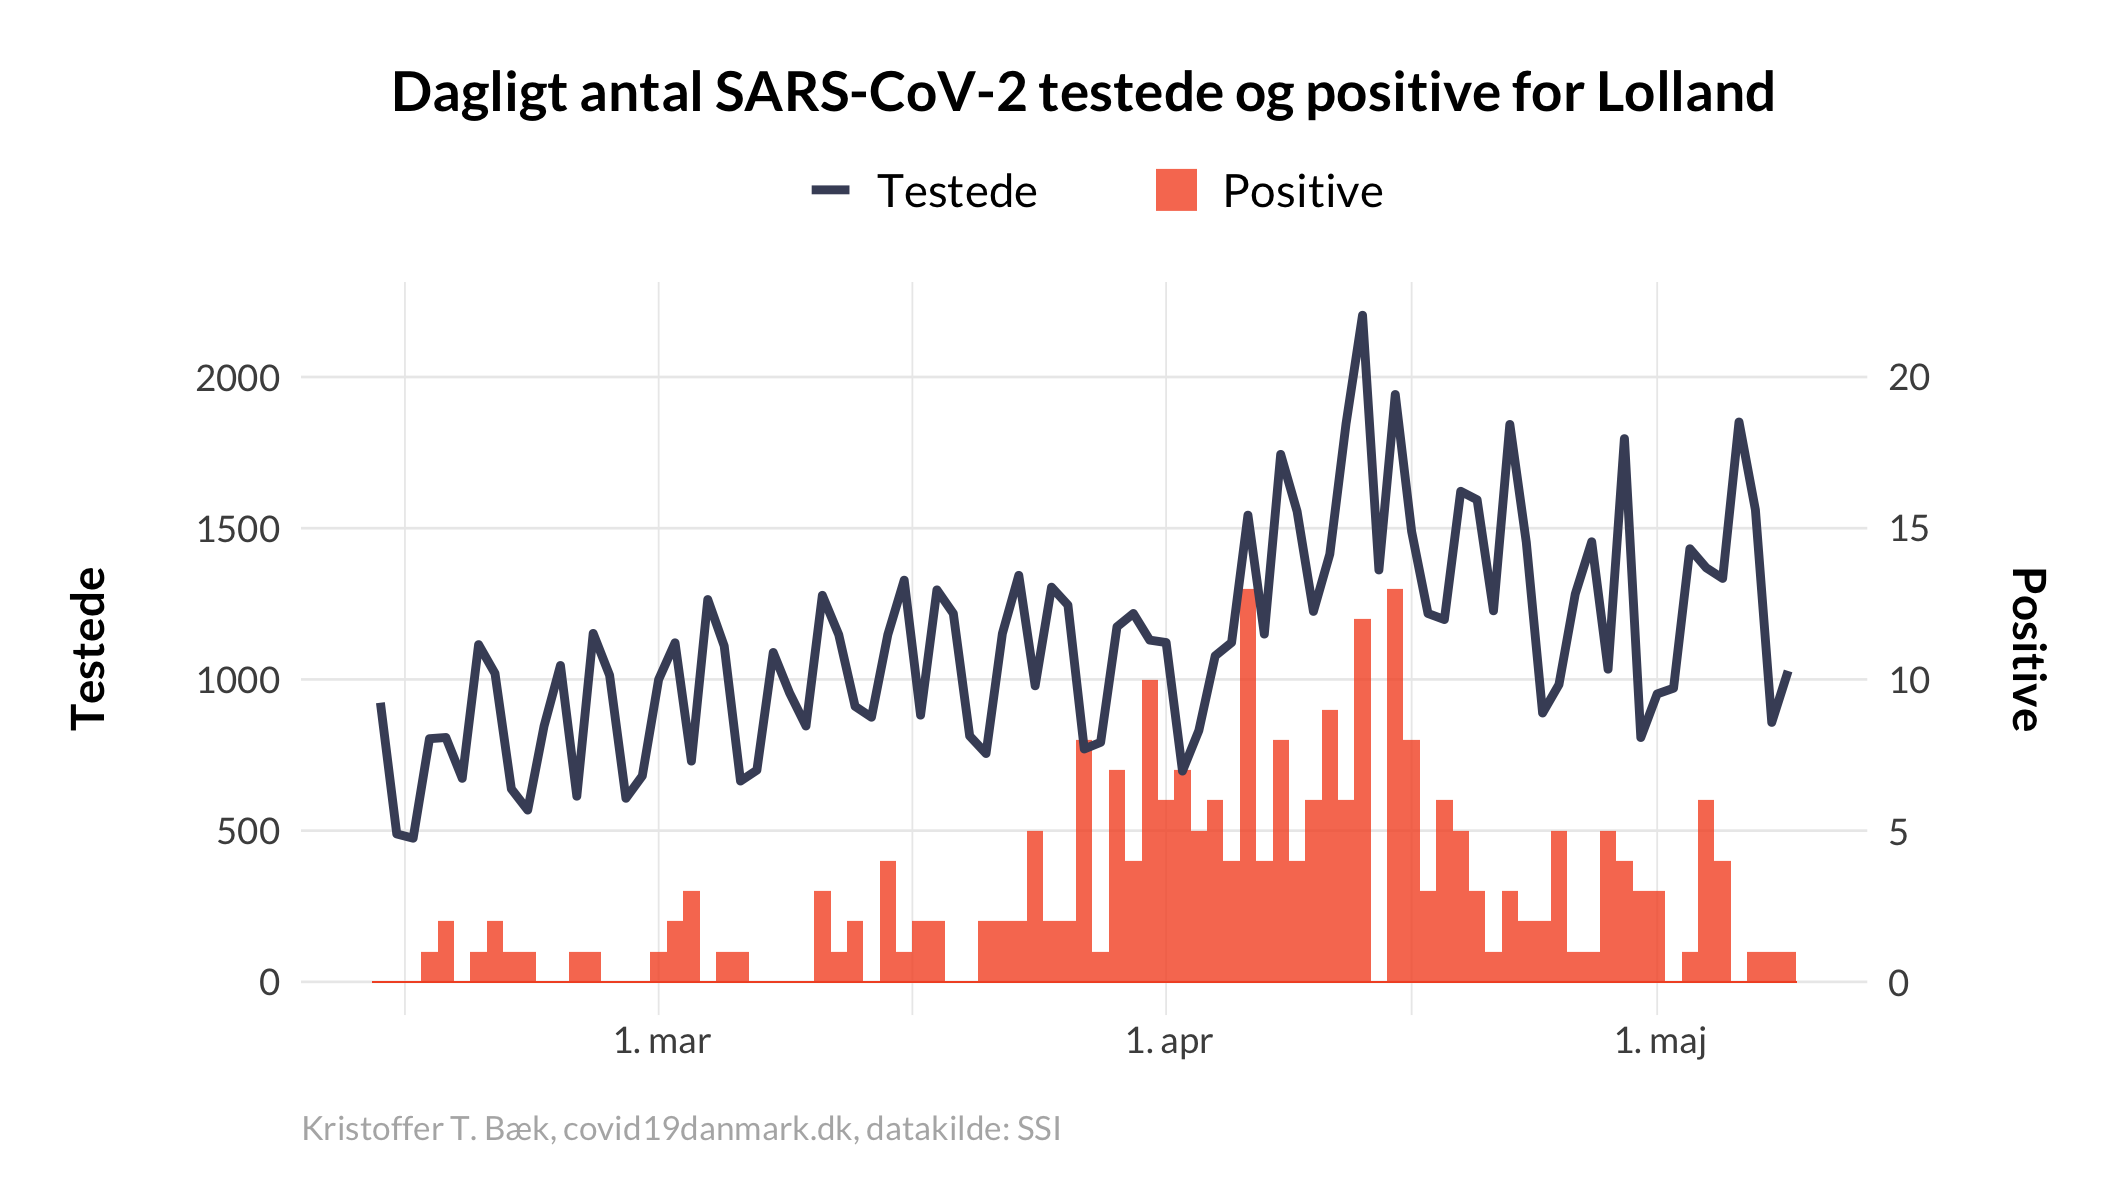 Dagligt antal SARS-CoV-2 testede og positive for Lolland
Testede
Positive
2000
1500
1000
500
0
Testede
20
15
10
5
0
Positive
1. mar
1. apr
1. maj
Kristoffer T. Bæk, covid19danmark.dk, datakilde: SSI